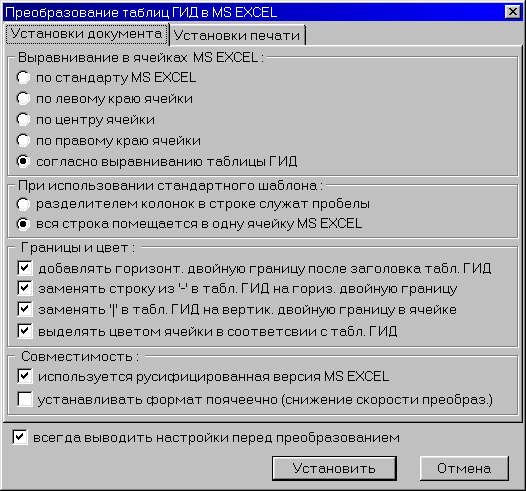 Преобразование таблиц ГИД в MS EXCEL
Установки документа Установки печати
Выравнивание в ячейках MS EXCEL :
по стандарту MS EXCEL
по левому краю ячейки
по центру ячейки
по правому краю ячейки
согласно выравниванию таблицы ГИД
При использовании стандартного шаблона :
разделителем колонок в строке служат пробелы
вся строка помещается в одну ячейку MS EXCEL
Границы и цвет :
добавлять горизонт. двойную границу после заголовка табл. ГИД
заменять строку из '-' в табл. ГИД на гориз. двойную границу
заменять '|' в табл. ГИД на вертик. двойную границу в ячейке
выделять цветом ячейки в соответсвии с табл. ГИД
Совместимость :
используется русифицированная версия MS EXCEL
устанавливать формат поячеечно (снижение скорости преобраз.)
всегда выводить настройки перед преобразованием
Установить Отмена